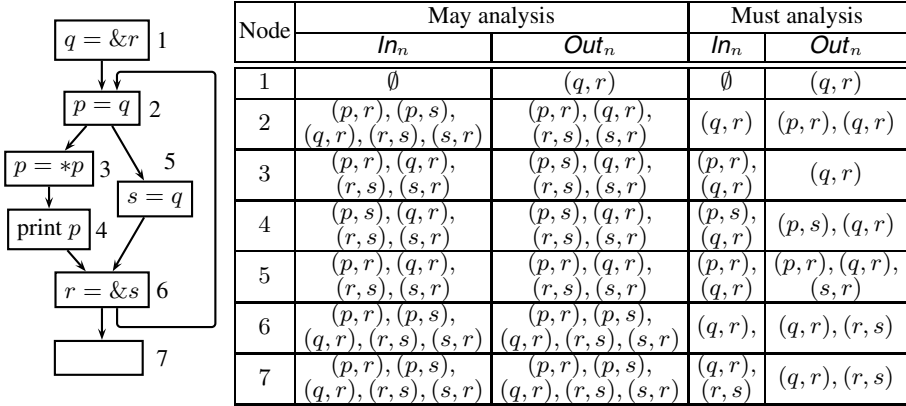 q = &r 1
p = q 2
p = *p 3
5
s = q
print p 4
r = &s 6
7
Node May analysis Must analysis
In_n Out_n In_n Out_n
1 ∅ (q, r) ∅ (q, r)
2 (p, r), (p, s), (q, r), (r, s), (s, r) (p, r), (q, r), (r, s), (s, r) (q, r) (p, r), (q, r)
3 (p, r), (q, r), (r, s), (s, r) (p, s), (q, r), (r, s), (s, r) (p, r), (q, r) (q, r)
4 (p, s), (q, r), (r, s), (s, r) (p, s), (q, r), (r, s), (s, r) (p, s), (q, r) (p, s), (q, r)
5 (p, r), (q, r), (r, s), (s, r) (p, r), (q, r), (r, s), (s, r) (p, r), (q, r) (p, r), (q, r), (s, r)
6 (p, r), (p, s), (q, r), (r, s), (s, r) (p, r), (p, s), (q, r), (r, s), (s, r) (q, r), (q, r), (r, s)
7 (p, r), (p, s), (q, r), (r, s), (s, r) (p, r), (p, s), (q, r), (r, s), (s, r) (q, r), (r, s) (q, r), (r, s)